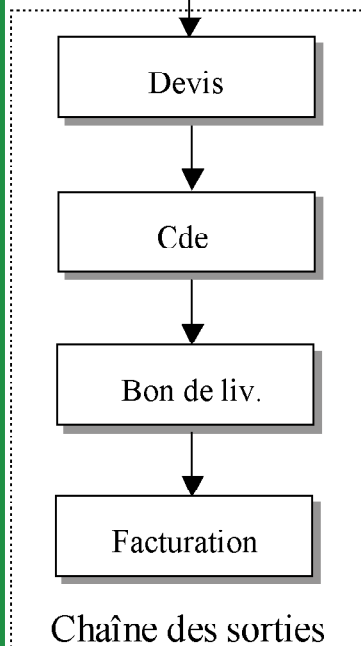 Devis
Cde
Bon de liv.
Facturation
Chaîne des sorties